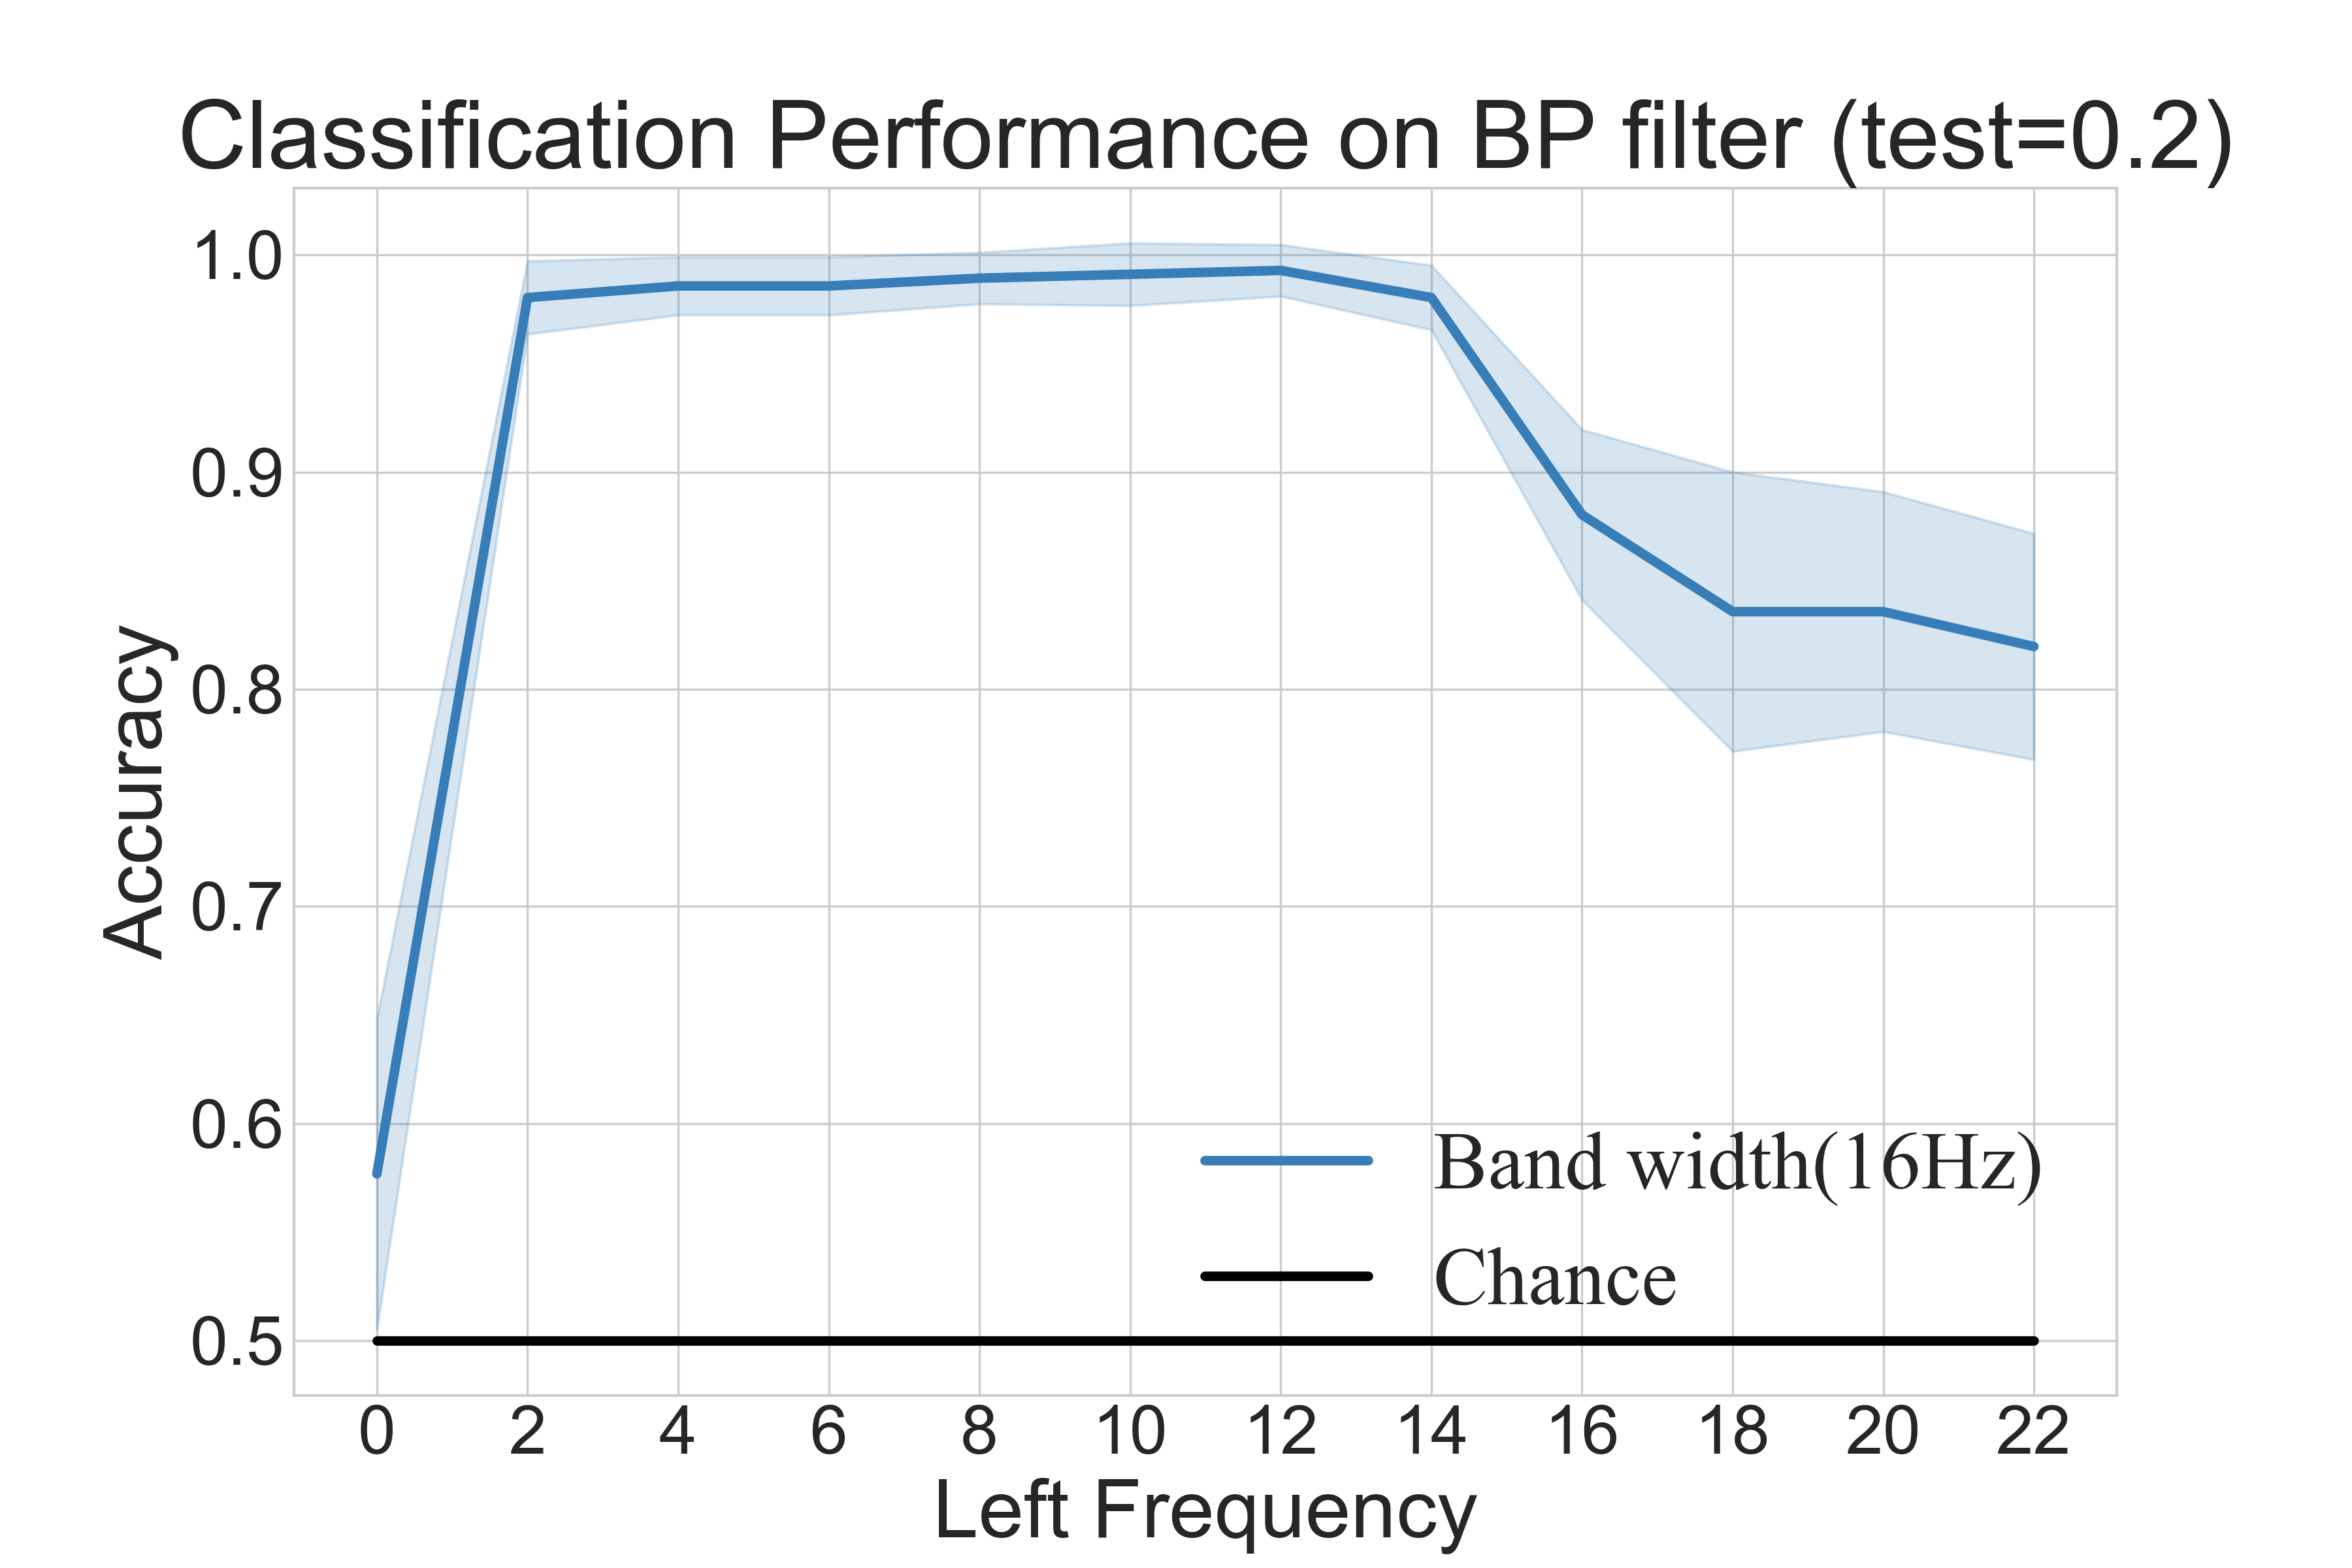 Classification Performance on BP filter (test=0.2)
1.0
0.9
0.8
0.7
0.6
0.5
Accuracy
Band width(16Hz)
Chance
0 2 4 6 8 10 12 14 16 18 20 22
Left Frequency